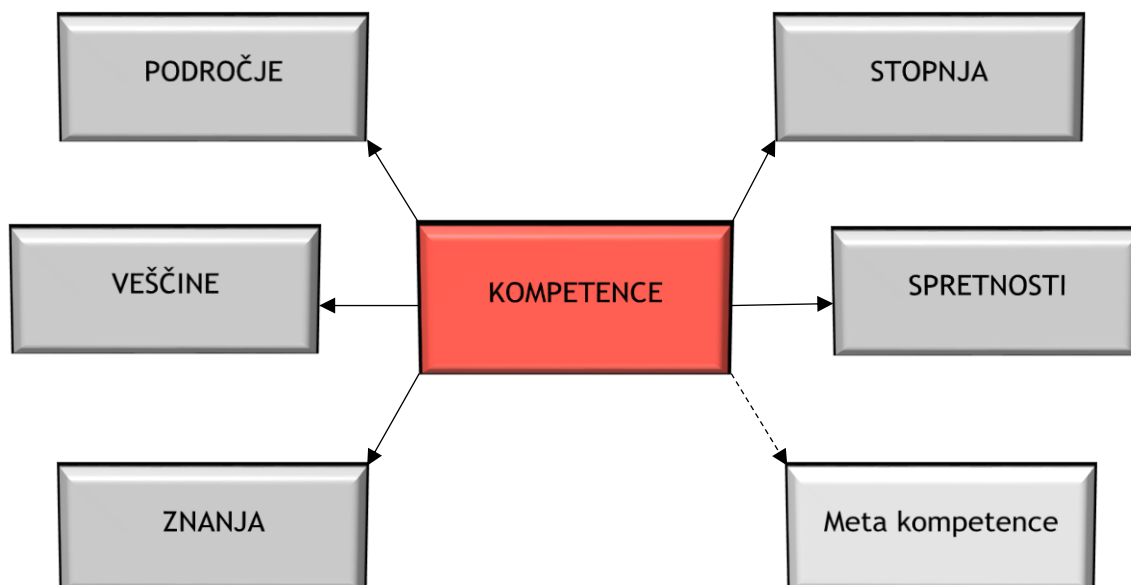 PODROČJE
STOPNJA
VEŠČINE
KOMPETENCE
SPRETNOSTI
ZNANJA
Meta kompetence